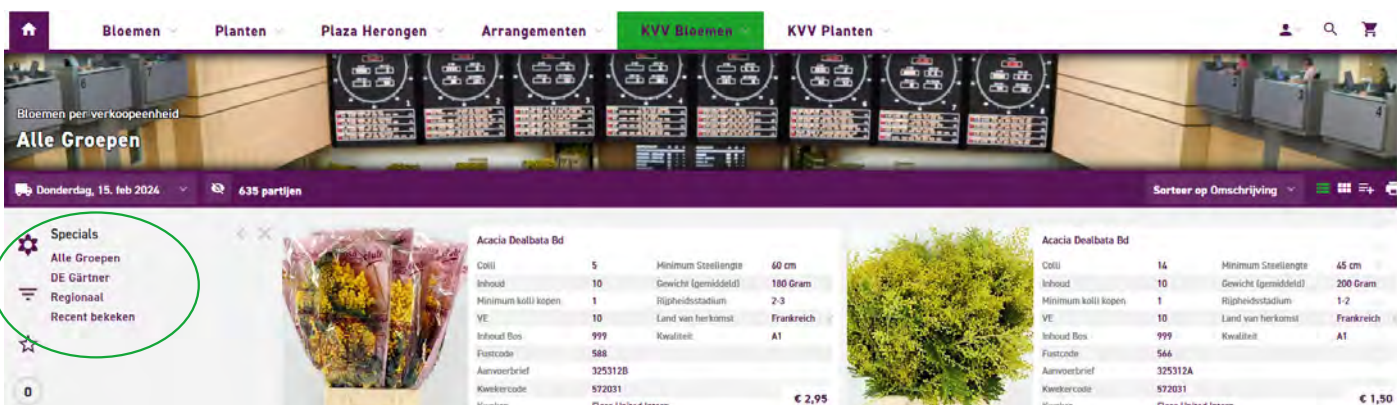 Bloemen
Planten
Plaza Herongen
Arrangementen
KVV Bloemen
KVV Planten
Bloemen per verkoopeenheid
Alle Groepen
Donderdag, 15. feb 2024
635 partijen
Sorteer op Omschrijving
Specials
Alle Groepen
DE Gärtner
Regionaal
Recent bekeken
0
Acacia Dealbata Bd
Colli 5 Minimum Steellengte 60 cm
Inhoud 10 Gewicht (gemiddeld) 180 Gram
Minimum kolli kopen 1 Rijpheidsstadium 2-3
VE 10 Land van herkomst Frankreich
Inhoud Bos 999 Kwaliteit A1
Fustcode 588
Aanvoerbrief 325312B
Kwekercode 572031
€ 2,95
Acacia Dealbata Bd
Colli 14 Minimum Steellengte 45 cm
Inhoud 10 Gewicht (gemiddeld) 200 Gram
Minimum kolli kopen 1 Rijpheidsstadium 1-2
VE 10 Land van herkomst Frankreich
Inhoud Bos 999 Kwaliteit A1
Fustcode 566
Aanvoerbrief 325312A
Kwekercode 572031
€ 1,50